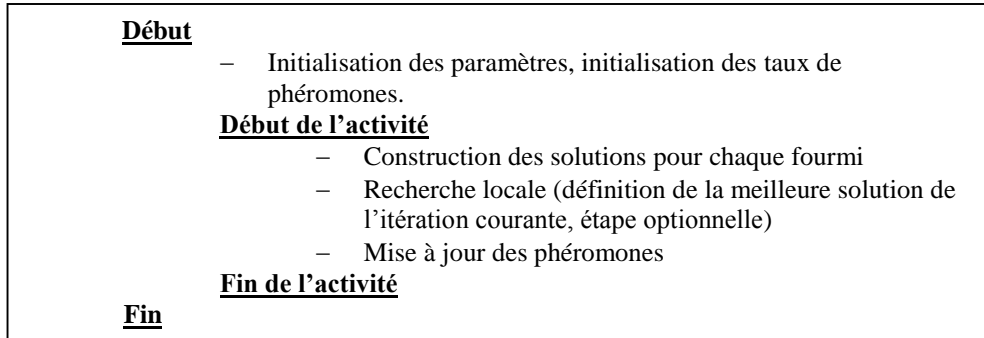 Début
– Initialisation des paramètres, initialisation des taux de
phéromones.
Début de l’activité
– Construction des solutions pour chaque fourmi
– Recherche locale (définition de la meilleure solution de
l’itération courante, étape optionnelle)
– Mise à jour des phéromones
Fin de l’activité
Fin